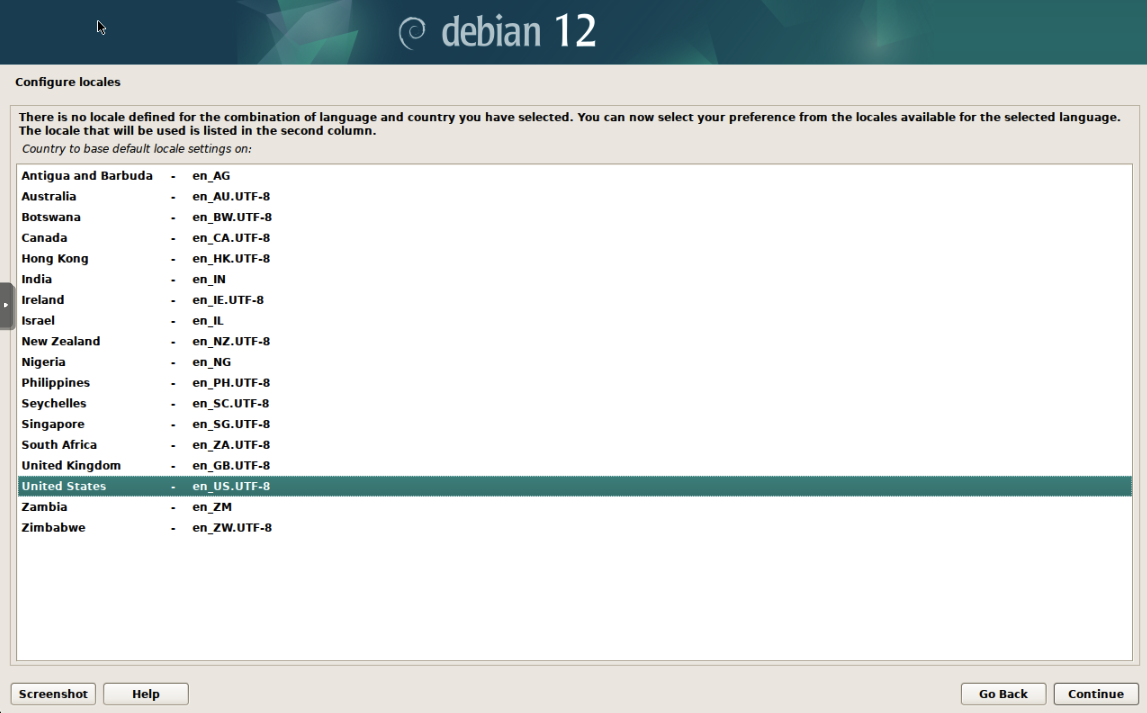 debian 12
Configure locales
There is no locale defined for the combination of language and country you have selected. You can now select your preference from the locales available for the selected language.
The locale that will be used is listed in the second column.
Country to base default locale settings on:
Antigua and Barbuda - en_AG
Australia - en_AU.UTF-8
Botswana - en_BW.UTF-8
Canada - en_CA.UTF-8
Hong Kong - en_HK.UTF-8
India - en_IN
Ireland - en_IE.UTF-8
Israel - en_IL
New Zealand - en_NZ.UTF-8
Nigeria - en_NG
Philippines - en_PH.UTF-8
Seychelles - en_SC.UTF-8
Singapore - en_SG.UTF-8
South Africa - en_ZA.UTF-8
United Kingdom - en_GB.UTF-8
United States - en_US.UTF-8
Zambia - en_ZM
Zimbabwe - en_ZW.UTF-8
Screenshot Help Go Back Continue